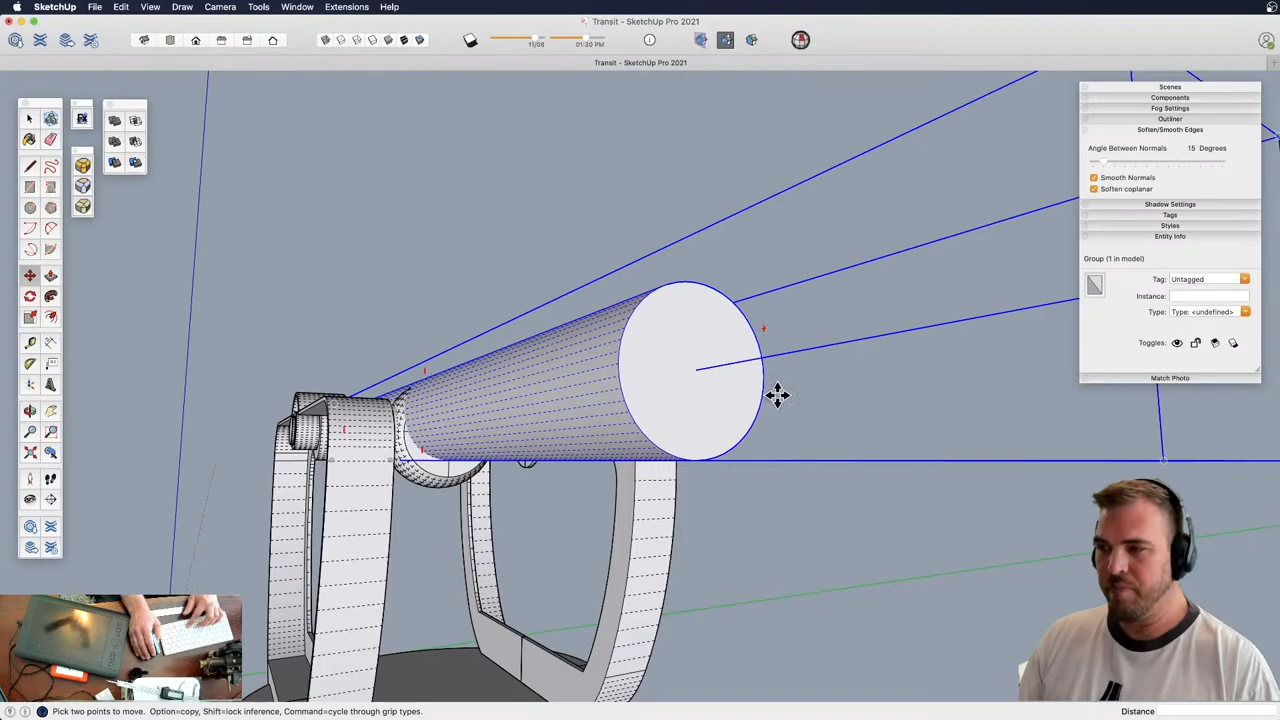 SketchUp File Edit View Draw Camera Tools Window Extensions Help
Transit - SketchUp Pro 2021
11/08 01:30 PM
Transit - SketchUp Pro 2021
Scenes
Components
Fog Settings
Outliner
Soften/Smooth Edges
Angle Between Normals 15 Degrees
Smooth Normals
Soften coplanar
Shadow Settings
Tags
Styles
Entity Info
Group (1 in model)
Tag: Untagged
Instance:
Type: Type: <undefined>
Toggles:
Match Photo
Pick two points to move. Option=copy, Shift=lock inference, Command=cycle through grip types. Distance